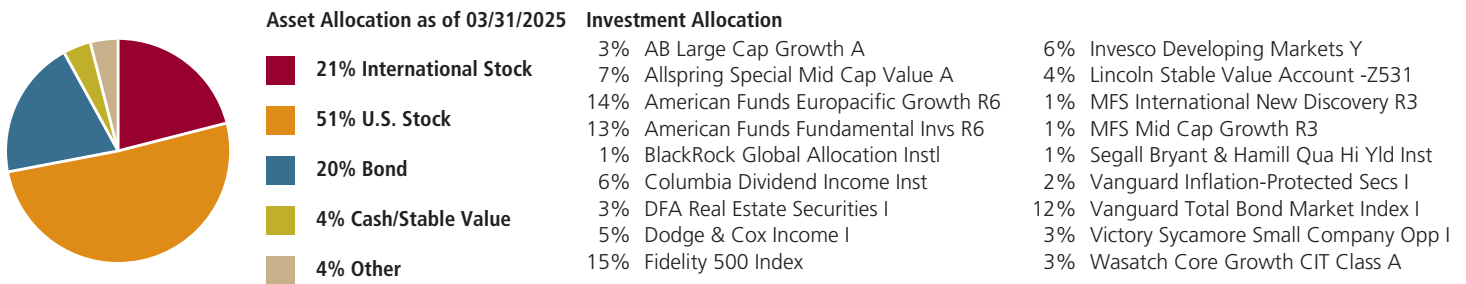 Asset Allocation as of 03/31/2025
21% International Stock
51% U.S. Stock
20% Bond
4% Cash/Stable Value
4% Other
Investment Allocation
3% AB Large Cap Growth A
7% Allspring Special Mid Cap Value A
14% American Funds Europacific Growth R6
13% American Funds Fundamental Invs R6
1% BlackRock Global Allocation Instl
6% Columbia Dividend Income Inst
3% DFA Real Estate Securities I
5% Dodge & Cox Income I
15% Fidelity 500 Index
6% Invesco Developing Markets Y
4% Lincoln Stable Value Account -Z531
1% MFS International New Discovery R3
1% MFS Mid Cap Growth R3
1% Segall Bryant & Hamill Qua Hi Yld Inst
2% Vanguard Inflation-Protected Secs I
12% Vanguard Total Bond Market Index I
3% Victory Sycamore Small Company Opp I
3% Wasatch Core Growth CIT Class A